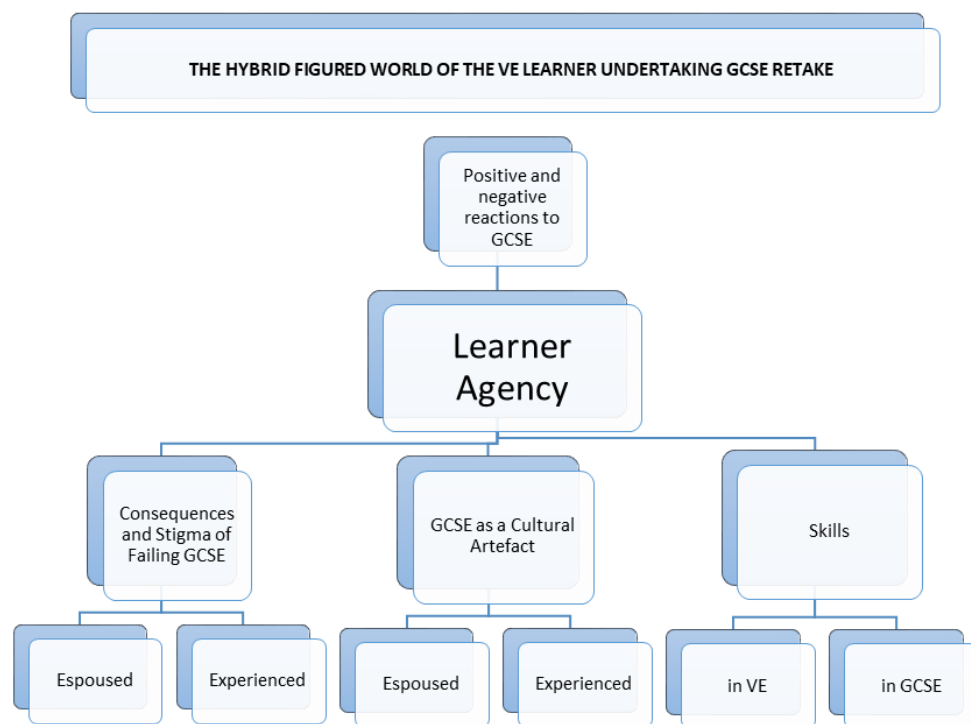 THE HYBRID FIGURED WORLD OF THE VE LEARNER UNDERTAKING GCSE RETAKE
Positive and
negative
reactions to
GCSE
Learner
Agency
Consequences
and Stigma of
Failing GCSE
GCSE as a Cultural
Artefact
Skills
Espoused
Experienced
Espoused
Experienced
in VE
in GCSE